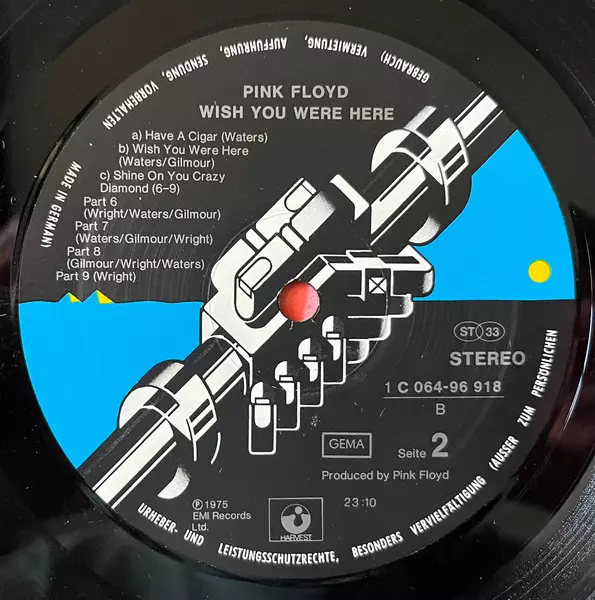 PINK FLOYD
WISH YOU WERE HERE
a) Have A Cigar (Waters)
b) Wish You Were Here
(Waters/Gilmour)
c) Shine On You Crazy
Diamond (6-9)
Part 6
(Wright/Waters/Gilmour)
Part 7
(Waters/Gilmour/Wright)
Part 8
(Gilmour/Wright/Waters)
Part 9 (Wright)
ST 33
STEREO
1 C 064-96 918
B
GEMA
Seite 2
Produced by Pink Floyd
℗1975
EMI Records
Ltd.
HARVEST
23:10
URHEBER- UND LEISTUNGSSCHUTZRECHTE, BESONDERS VERVIELFÄLTIGUNG (AUSSER ZUM PERSÖNLICHEN
GEBRAUCH) VERMIETUNG, AUFFÜHRUNG, SENDUNG, VORBEHALTEN
MADE IN GERMANY